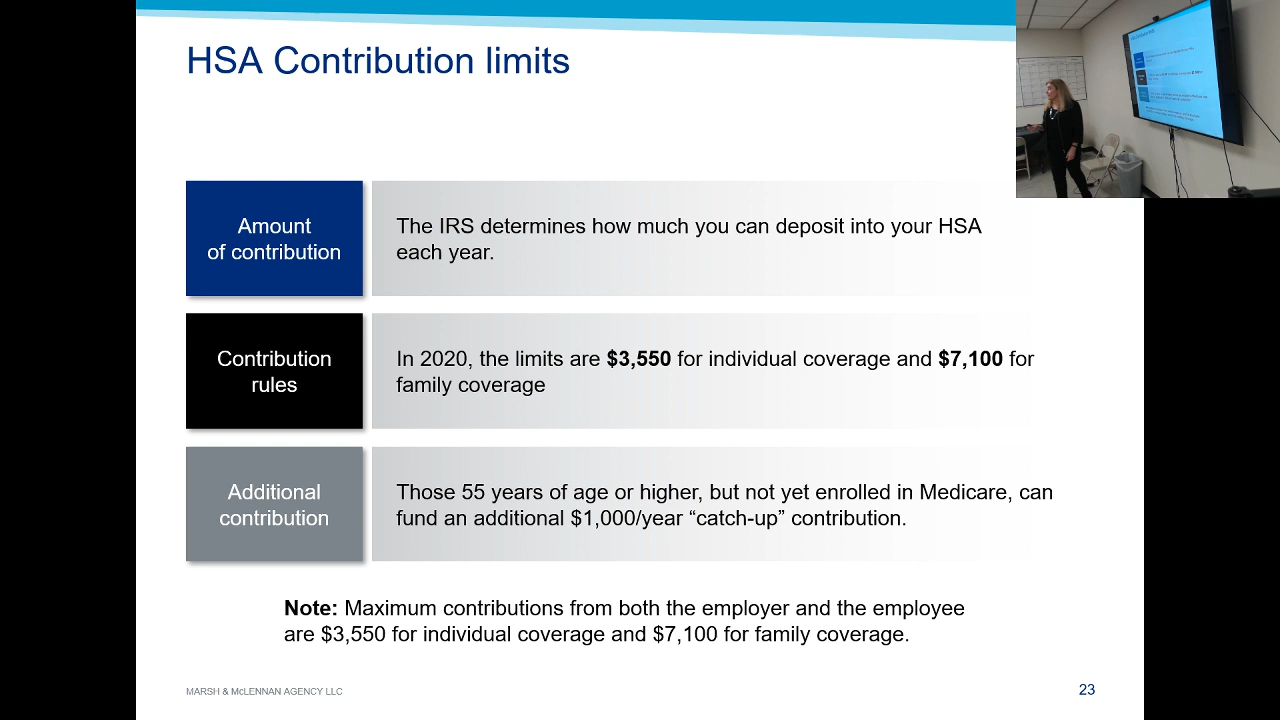 HSA Contribution limits
Amount
of contribution
The IRS determines how much you can deposit into your HSA
each year.
Contribution
rules
In 2020, the limits are $3,550 for individual coverage and $7,100 for
family coverage
Additional
contribution
Those 55 years of age or higher, but not yet enrolled in Medicare, can
fund an additional $1,000/year “catch-up” contribution.
Note: Maximum contributions from both the employer and the employee
are $3,550 for individual coverage and $7,100 for family coverage.
MARSH & McLENNAN AGENCY LLC
23